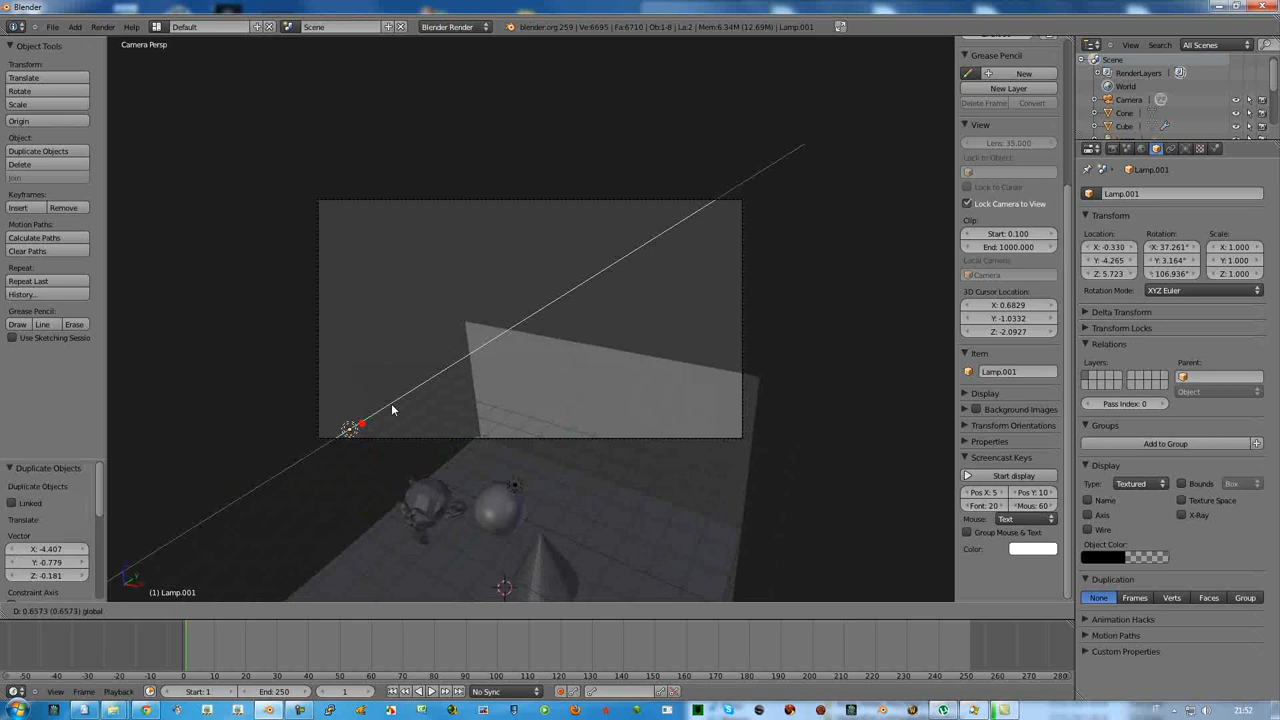 Blender
File Add Render Help Default Scene Blender Render blender.org 259 | Ve:6695 | Fa:6710 | Ob:1-8 | La:2 | Mem:6.34M (12.69M) | Lamp.001
Object Tools
Transform:
Translate
Rotate
Scale
Origin
Object:
Duplicate Objects
Delete
Join
Keyframes:
Insert Remove
Motion Paths:
Calculate Paths
Clear Paths
Repeat:
Repeat Last
History...
Grease Pencil:
Draw Line Erase
Use Sketching Sessio
Duplicate Objects
Duplicate Objects
Linked
Translate
Vector
X: -4.407
Y: -0.779
Z: -0.181
Constraint Axis
Camera Persp
(1) Lamp.001
D: 0.6573 (0.6573) global
Grease Pencil
New
New Layer
Delete Frame Convert
View
Lens: 35.000
Lock to Object:
Lock to Cursor
Lock Camera to View
Clip:
Start: 0.100
End: 1000.000
Local Camera:
Camera
3D Cursor Location:
X: 0.6829
Y: -1.0332
Z: -2.0927
Item
Lamp.001
Display
Background Images
Transform Orientations
Properties
Screencast Keys
Start display
Pos X: 5 Pos Y: 10
Font: 20 Mous: 60
Mouse: Text
Group Mouse & Text
Color:
View Search All Scenes
Scene
RenderLayers
World
Camera
Cone
Cube
Lamp.001
Lamp.001
Transform
Location: Rotation: Scale:
X: -0.330 X: 37.261° X: 1.000
Y: -4.265 Y: 3.164° Y: 1.000
Z: 5.723 106.936° Z: 1.000
Rotation Mode: XYZ Euler
Delta Transform
Transform Locks
Relations
Layers: Parent:
Object
Pass Index: 0
Groups
Add to Group
Display
Type: Textured Bounds Box
Name Texture Space
Axis X-Ray
Wire
Object Color:
Duplication
None Frames Verts Faces Group
Animation Hacks
Motion Paths
Custom Properties
-50 -40 -30 -20 -10 0 10 20 30 40 50 60 70 80 90 100 110 120 130 140 150 160 170 180 190 200 210 220 230 240 250 260 270 280
View Frame Playback Start: 1 End: 250 1 No Sync
IT 21:52